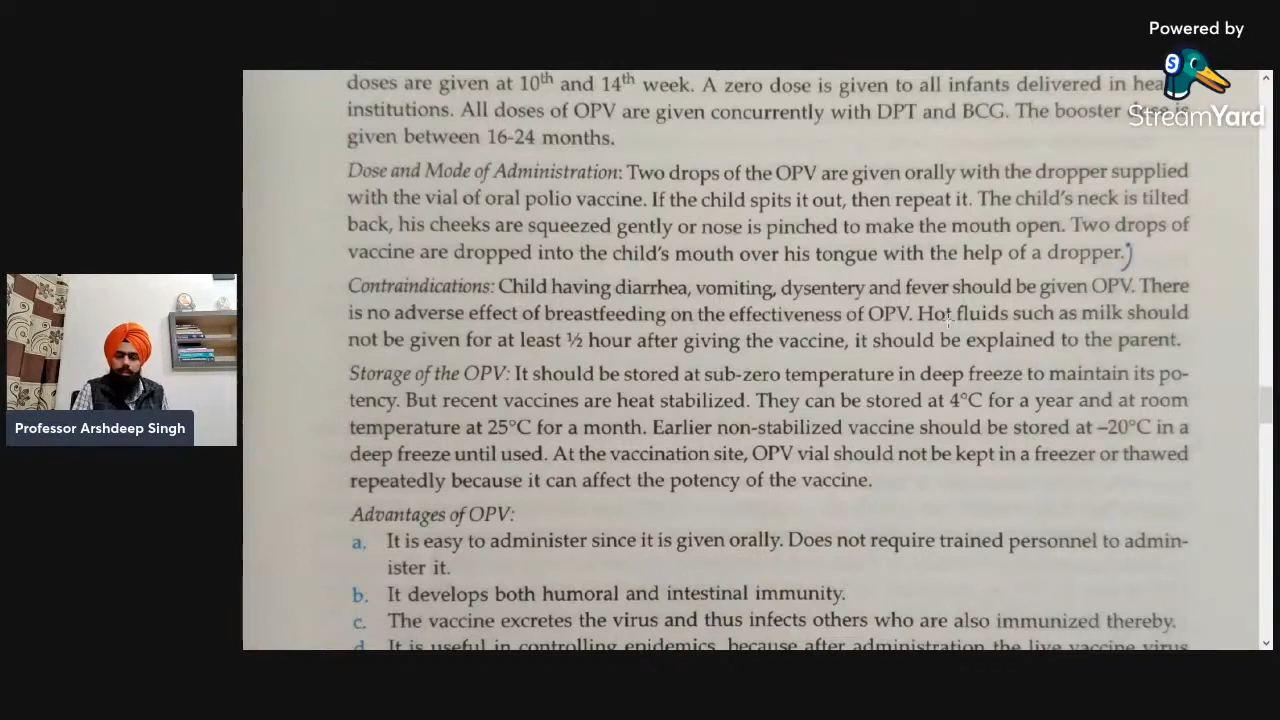 Powered by
StreamYard
doses are given at 10th and 14th week. A zero dose is given to all infants delivered in
institutions. All doses of OPV are given concurrently with DPT and BCG. The booster dose is
given between 16-24 months.
Dose and Mode of Administration: Two drops of the OPV are given orally with the dropper supplied
with the vial of oral polio vaccine. If the child spits it out, then repeat it. The child's neck is tilted
back, his cheeks are squeezed gently or nose is pinched to make the mouth open. Two drops of
vaccine are dropped into the child's mouth over his tongue with the help of a dropper.
Contraindications: Child having diarrhea, vomiting, dysentery and fever should be given OPV. There
is no adverse effect of breastfeeding on the effectiveness of OPV. Hot fluids such as milk should
not be given for at least ½ hour after giving the vaccine, it should be explained to the parent.
Storage of the OPV: It should be stored at sub-zero temperature in deep freeze to maintain its po-
tency. But recent vaccines are heat stabilized. They can be stored at 4°C for a year and at room
temperature at 25°C for a month. Earlier non-stabilized vaccine should be stored at –20°C in a
deep freeze until used. At the vaccination site, OPV vial should not be kept in a freezer or thawed
repeatedly because it can affect the potency of the vaccine.
Advantages of OPV:
a. It is easy to administer since it is given orally. Does not require trained personnel to admin-
ister it.
b. It develops both humoral and intestinal immunity.
c. The vaccine excretes the virus and thus infects others who are also immunized thereby.
d. It is useful in controlling epidemics, because after administration the live vaccine virus
Professor Arshdeep Singh